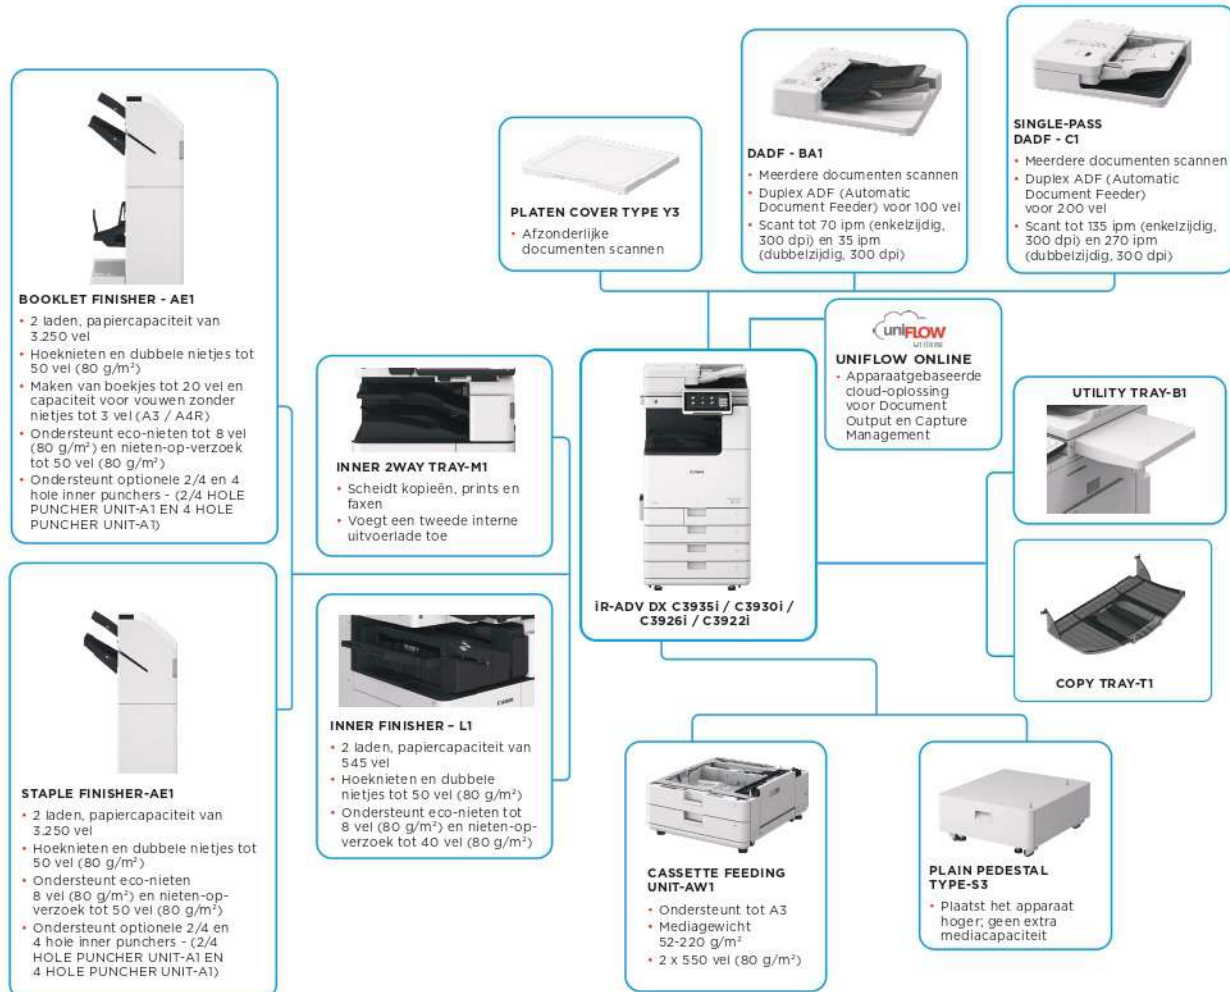 BOOKLET FINISHER - AE1
• 2 laden, papiercapaciteit van
3.250 vel
• Hoeknieten en dubbele nietjes tot
50 vel (80 g/m²)
• Maken van boekjes tot 20 vel en
capaciteit voor vouwen zonder
nietjes tot 3 vel (A3 / A4R)
• Ondersteunt eco-nieten tot 8 vel
(80 g/m²) en nieten-op-verzoek
tot 50 vel (80 g/m²)
• Ondersteunt optionele 2/4 en 4
hole inner punchers - (2/4 HOLE
PUNCHER UNIT-A1 EN 4 HOLE
PUNCHER UNIT-A1)
STAPLE FINISHER-AE1
• 2 laden, papiercapaciteit van
3.250 vel
• Hoeknieten en dubbele nietjes tot
50 vel (80 g/m²)
• Ondersteunt eco-nieten
8 vel (80 g/m²) en nieten-op-
verzoek tot 50 vel (80 g/m²)
• Ondersteunt optionele 2/4 en
4 hole inner punchers - (2/4
HOLE PUNCHER UNIT-A1 EN
4 HOLE PUNCHER UNIT-A1)
INNER 2WAY TRAY-M1
• Scheidt kopieën, prints en
faxen
• Voegt een tweede interne
uitvoerlade toe
Canon
INNER FINISHER – L1
• 2 laden, papiercapaciteit van
545 vel
• Hoeknieten en dubbele
nietjes tot 50 vel (80 g/m²)
• Ondersteunt eco-nieten tot
8 vel (80 g/m²) en nieten-op-
verzoek tot 40 vel (80 g/m²)
PLATEN COVER TYPE Y3
• Afzonderlijke
documenten scannen
DADF - BA1
• Meerdere documenten scannen
• Duplex ADF (Automatic
Document Feeder) voor 100 vel
• Scant tot 70 ipm (enkelzijdig,
300 dpi) en 35 ipm
(dubbelzijdig, 300 dpi)
SINGLE-PASS
DADF - C1
• Meerdere documenten scannen
• Duplex ADF (Automatic
Document Feeder)
voor 200 vel
• Scant tot 135 ipm (enkelzijdig,
300 dpi) en 270 ipm
(dubbelzijdig, 300 dpi)
uniFLOW
UNIFLOW ONLINE
• Apparaatgebaseerde
cloud-oplossing
voor Document
Output en Capture
Management
Canon
iR-ADV DX C3935i / C3930i /
C3926i / C3922i
UTILITY TRAY-B1
COPY TRAY-T1
CASSETTE FEEDING
UNIT-AW1
• Ondersteunt tot A3
• Mediagewicht
52-220 g/m²
• 2 x 550 vel (80 g/m²)
PLAIN PEDESTAL
TYPE-S3
• Plaatst het apparaat
hoger; geen extra
mediacapaciteit